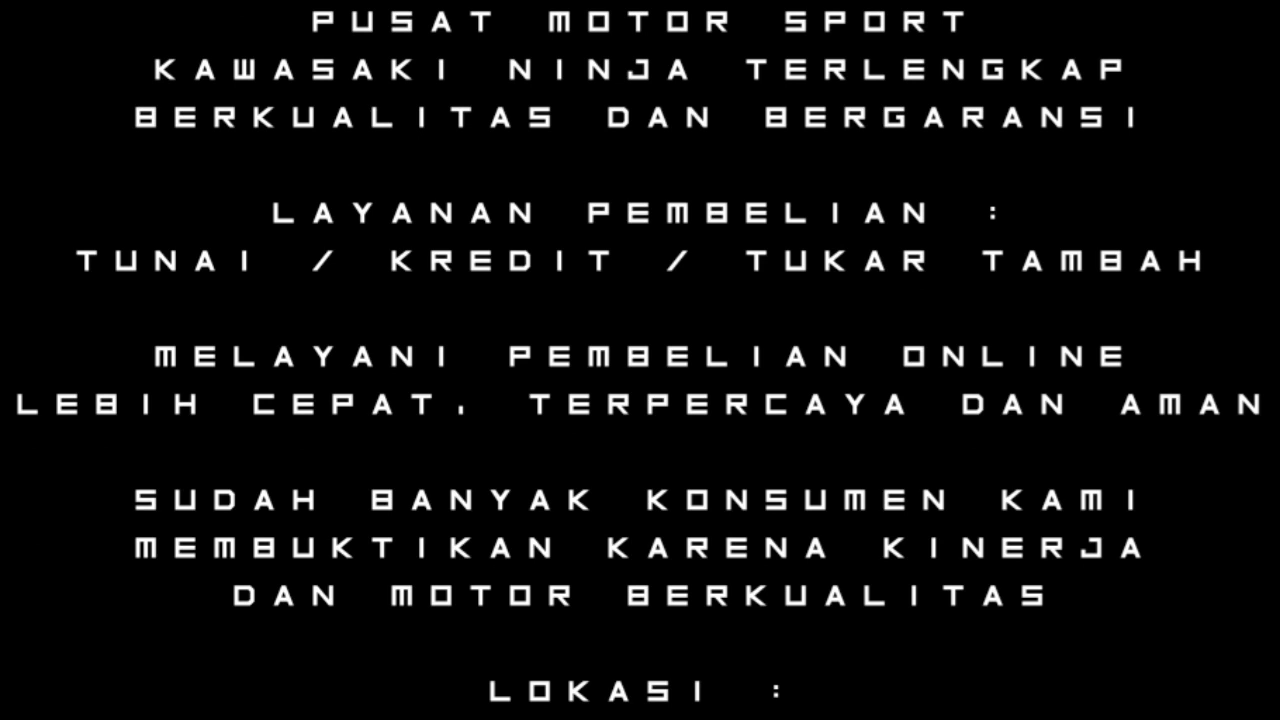 PUSAT MOTOR SPORT
KAWASAKI NINJA TERLENGKAP
BERKUALITAS DAN BERGARANSI
LAYANAN PEMBELIAN :
TUNAI / KREDIT / TUKAR TAMBAH
MELAYANI PEMBELIAN ONLINE
LEBIH CEPAT, TERPERCAYA DAN AMAN
SUDAH BANYAK KONSUMEN KAMI
MEMBUKTIKAN KARENA KINERJA
DAN MOTOR BERKUALITAS
LOKASI :